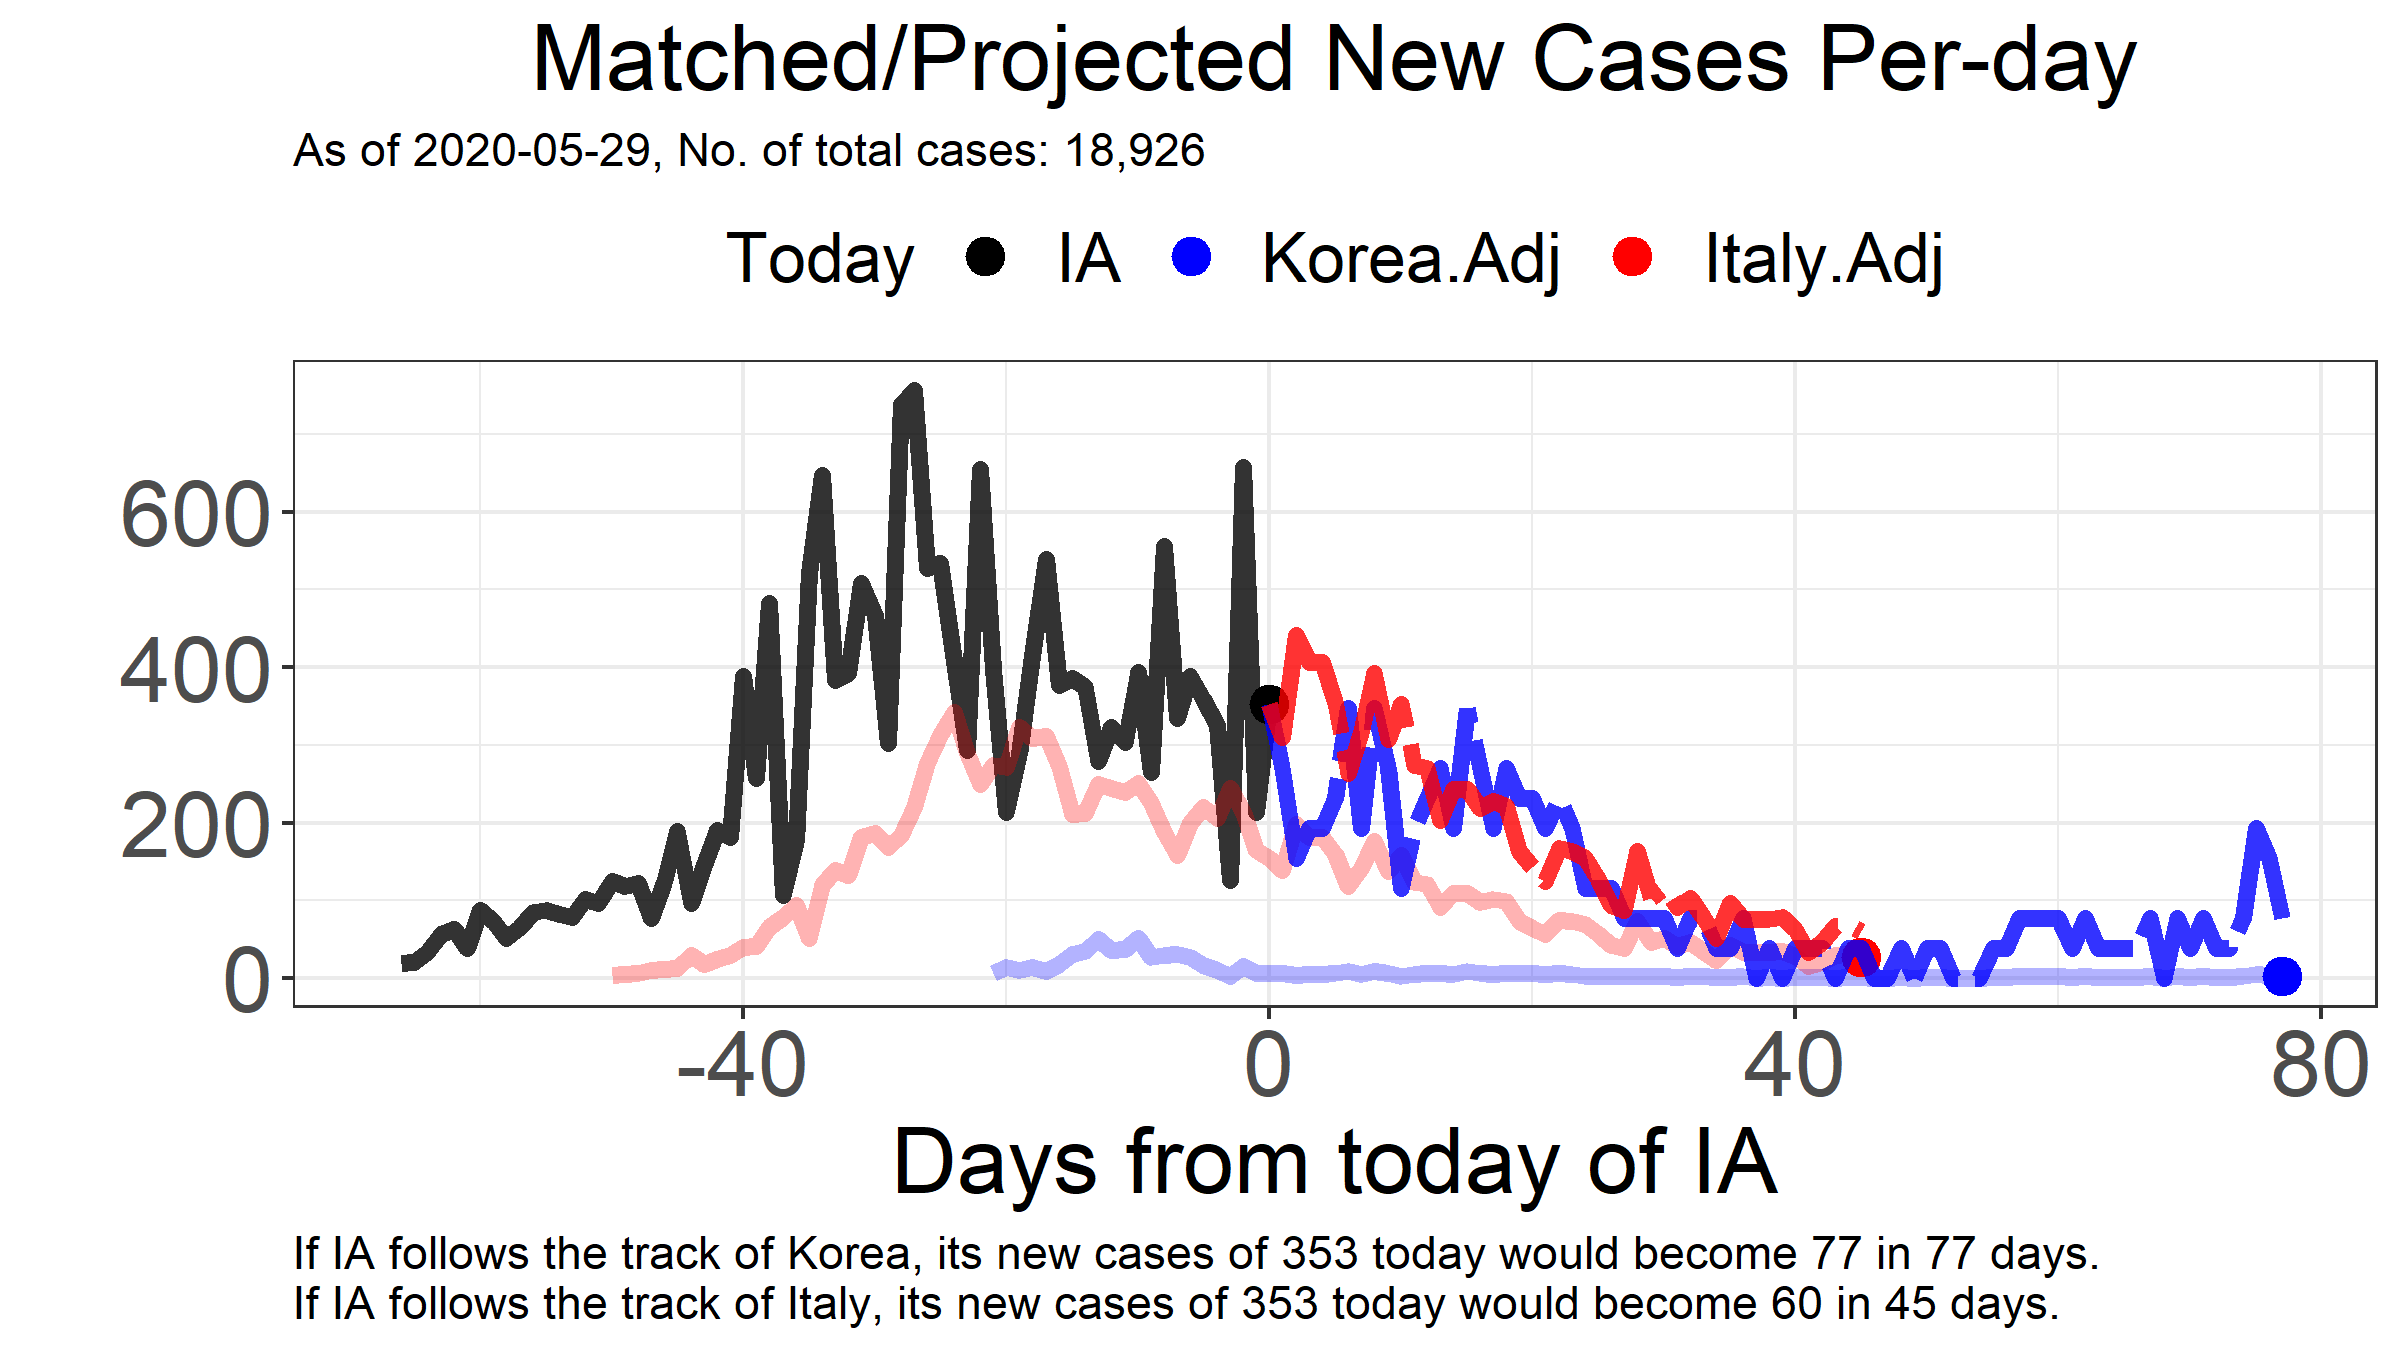 Matched/Projected New Cases Per-day
As of 2020-05-29, No. of total cases: 18,926
Today IA Korea.Adj Italy.Adj
600
400
200
0
-40 0 40 80
Days from today of IA
If IA follows the track of Korea, its new cases of 353 today would become 77 in 77 days.
If IA follows the track of Italy, its new cases of 353 today would become 60 in 45 days.